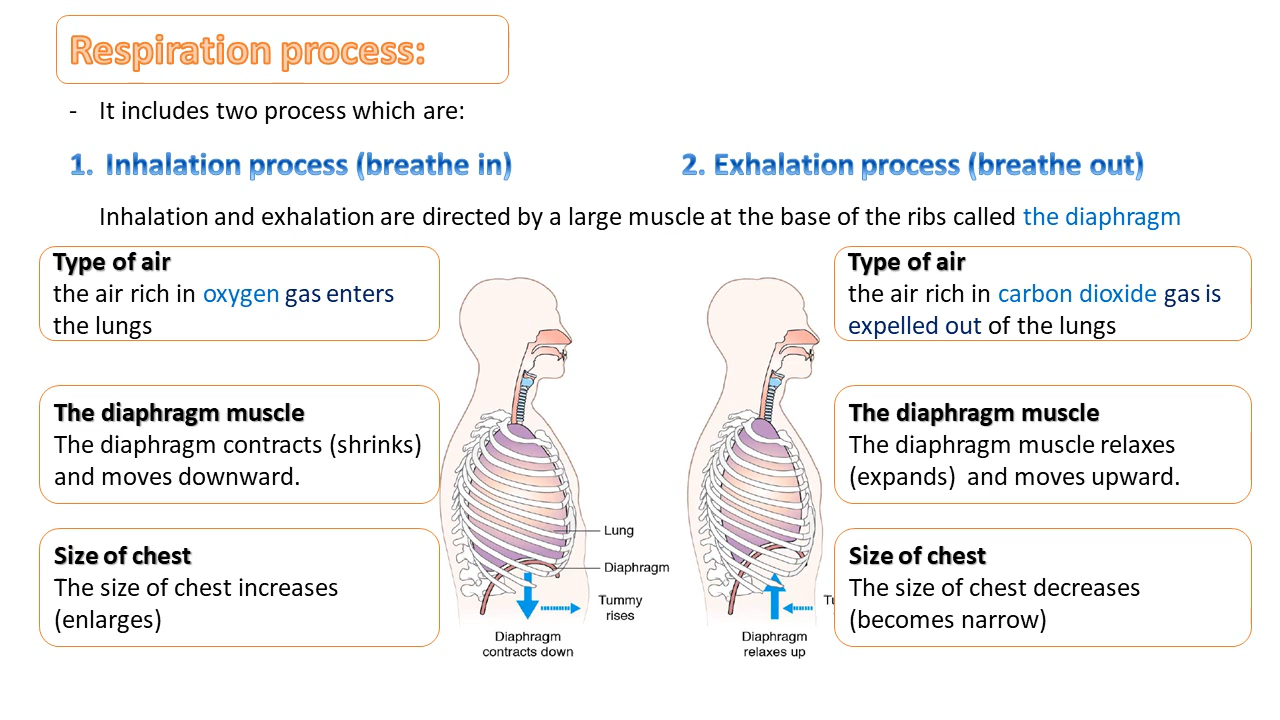 Respiration process:
- It includes two process which are:
1. Inhalation process (breathe in)
2. Exhalation process (breathe out)
Inhalation and exhalation are directed by a large muscle at the base of the ribs called the diaphragm
Type of air
the air rich in oxygen gas enters
the lungs
The diaphragm muscle
The diaphragm contracts (shrinks)
and moves downward.
Size of chest
The size of chest increases
(enlarges)
Lung
Diaphragm
Tummy
rises
Diaphragm
contracts down
Diaphragm
relaxes up
Type of air
the air rich in carbon dioxide gas is
expelled out of the lungs
The diaphragm muscle
The diaphragm muscle relaxes
(expands)  and moves upward.
Size of chest
The size of chest decreases
(becomes narrow)